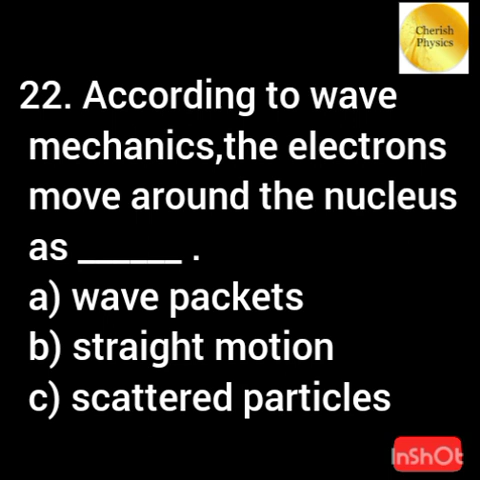 Cherish
Physics
22. According to wave
mechanics,the electrons
move around the nucleus
as ______ .
a) wave packets
b) straight motion
c) scattered particles
InShOt